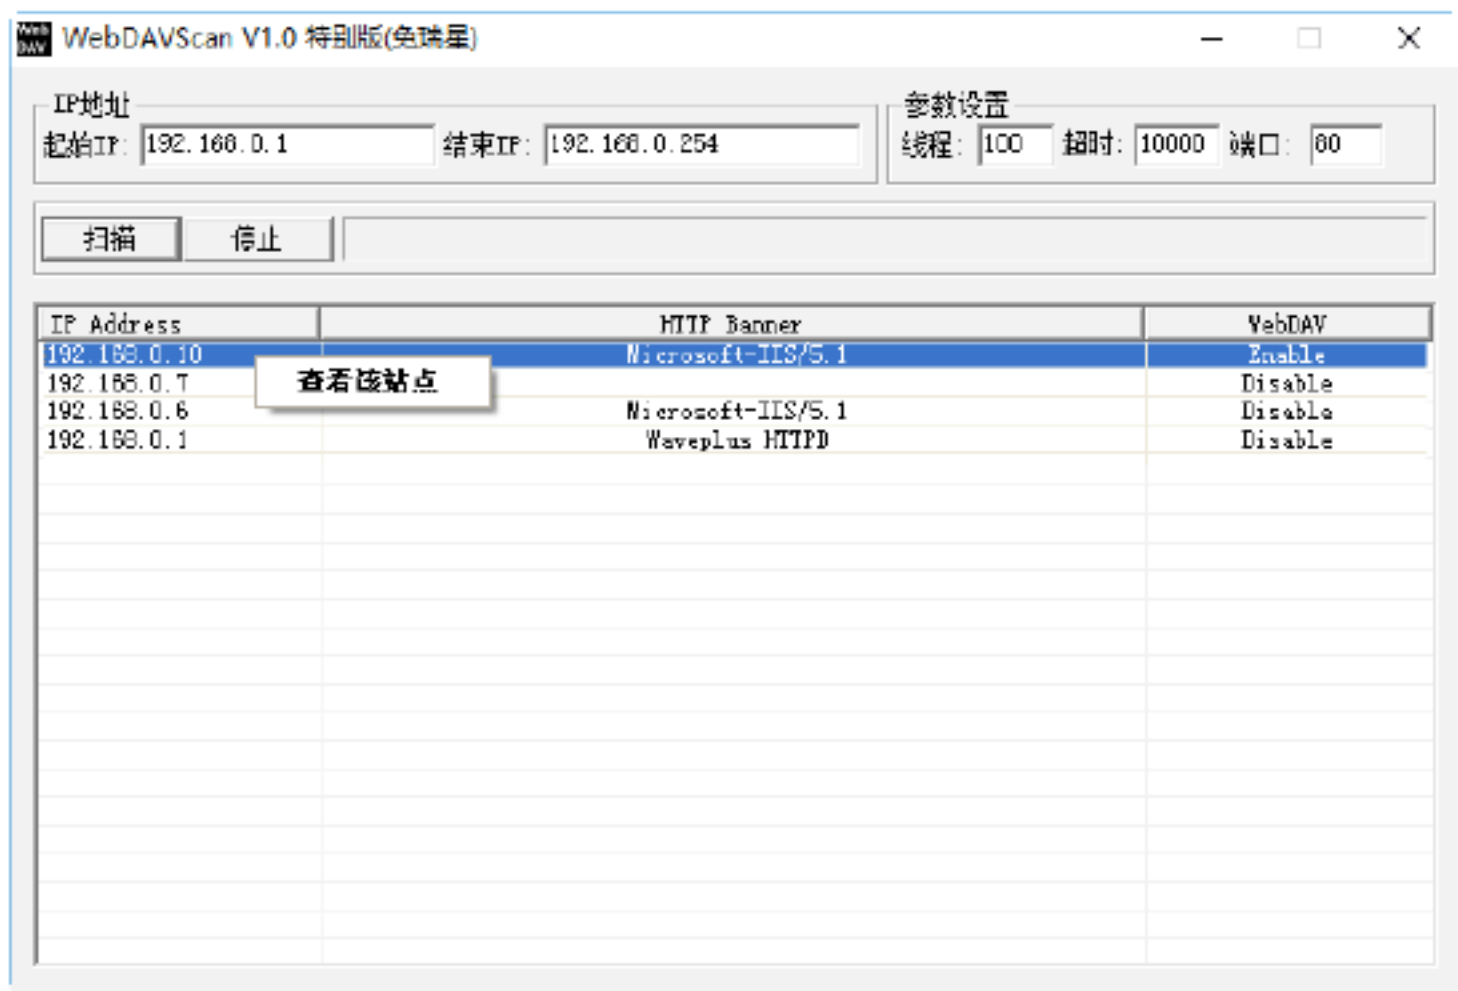 WebDAVScan V1.0 特别版(免瑞星)
IP地址
参数设置
起始IP: 192.168.0.1 结束IP: 192.168.0.254
线程: 100 超时: 10000 端口: 80
扫描 停止
IP Address HTTP Banner WebDAV
192.168.0.10 Microsoft-IIS/5.1 Enable
查看该站点
192.168.0.7 Disable
192.168.0.6 Microsoft-IIS/5.1 Disable
192.168.0.1 Waveplus HTTPD Disable